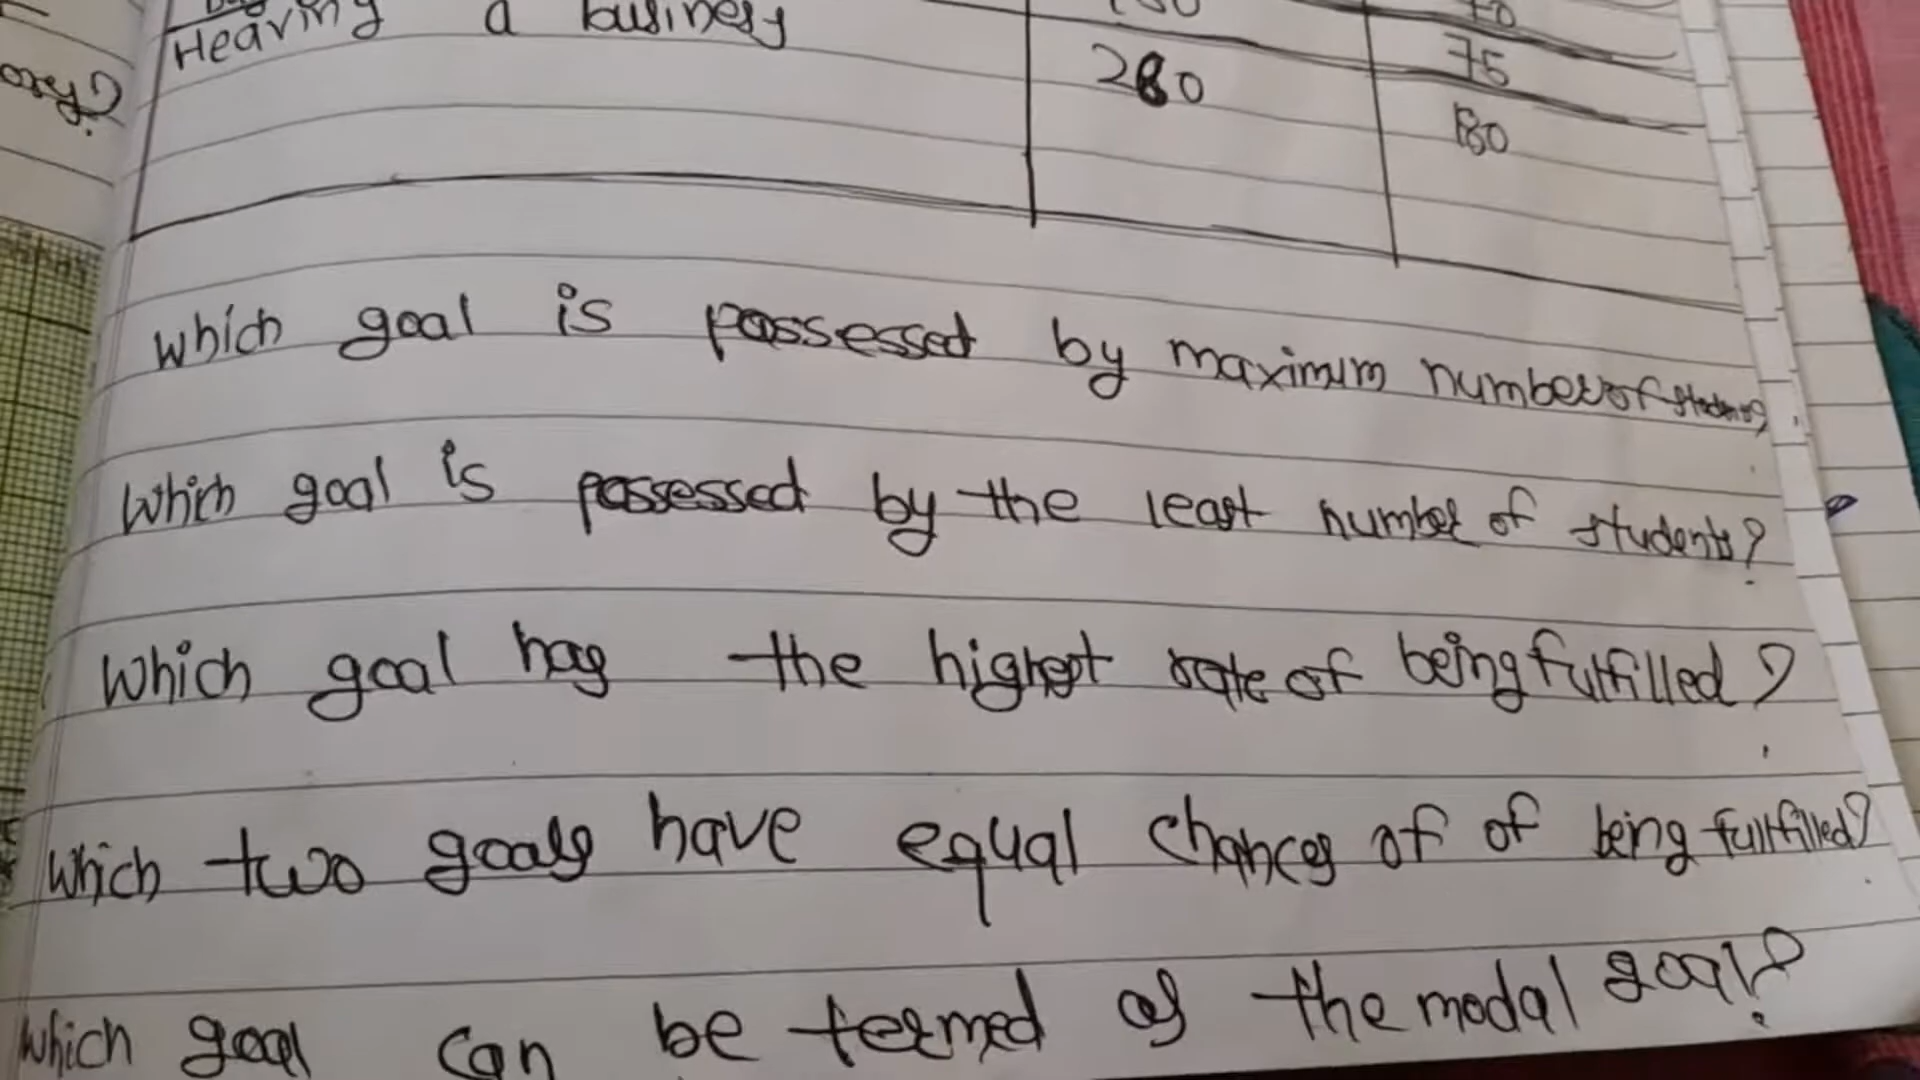 Heaving a business
280 75
180
which goal is possessed by maximum number of students
Which goal is possessed by the least number of students?
Which goal has the highest rate of being fulfilled?
Which two goals have equal chances of of being fullfilled?
which goal can be termed as the modal goal?